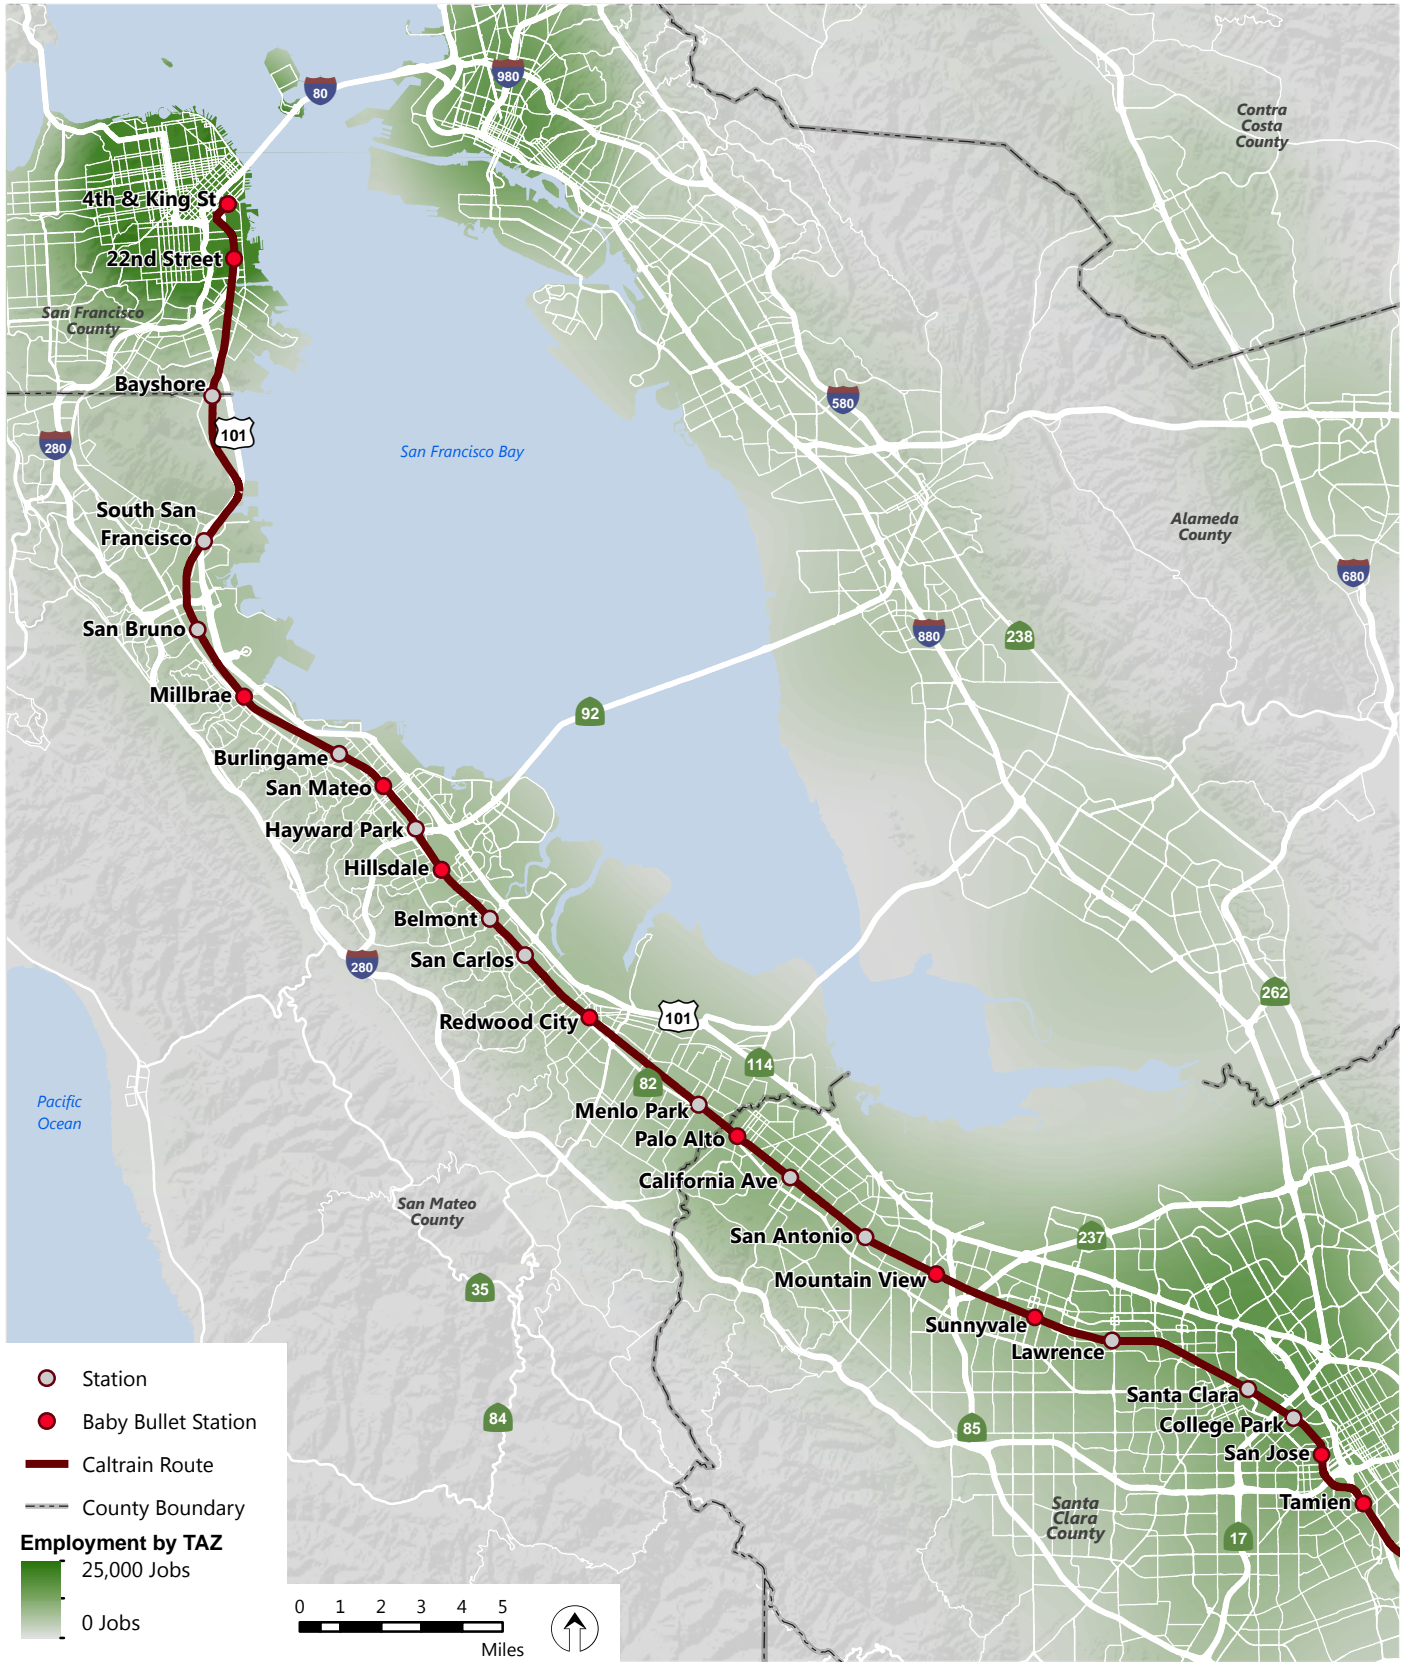 80
980
Contra
Costa
County
4th & King St
22nd Street
San Francisco
County
Bayshore
101
280
580
San Francisco Bay
South San
Francisco
Alameda
County
680
San Bruno
880
238
Millbrae
92
Burlingame
San Mateo
Hayward Park
Hillsdale
Belmont
San Carlos
280
262
Redwood City
101
114
82
Pacific
Ocean
Menlo Park
Palo Alto
California Ave
San Mateo
County
San Antonio
237
Mountain View
35
Sunnyvale
Lawrence
Santa Clara
84
College Park
85
San Jose
Tamien
Santa
Clara
County
17
Station
Baby Bullet Station
Caltrain Route
County Boundary
Employment by TAZ
25,000 Jobs
0 Jobs
0 1 2 3 4 5
Miles